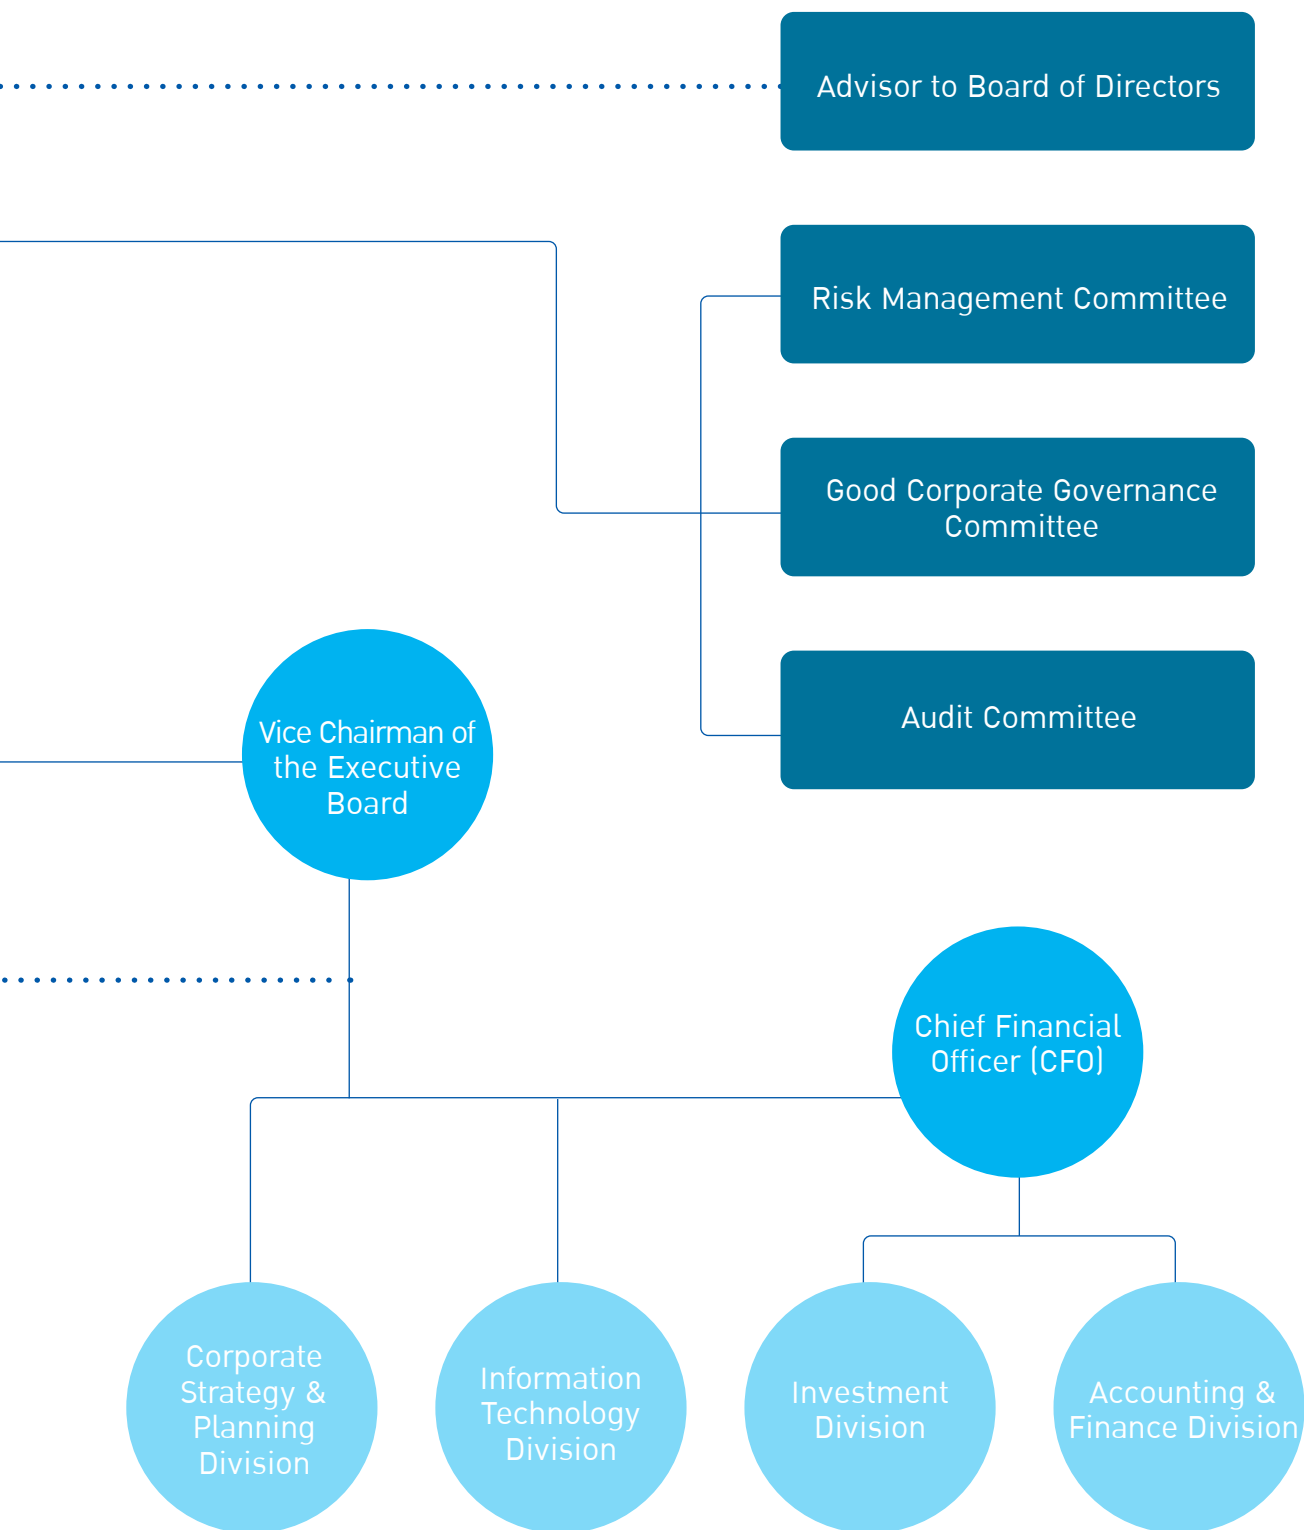 Advisor to Board of Directors
Risk Management Committee
Good Corporate Governance
Committee
Audit Committee
Vice Chairman of
the Executive
Board
Chief Financial
Officer (CFO)
Corporate
Strategy &
Planning
Division
Information
Technology
Division
Investment
Division
Accounting &
Finance Division